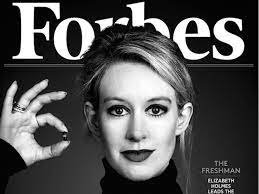 Forbes
THE
FRESHMAN
ELIZABETH
HOLMES
LEADS THE